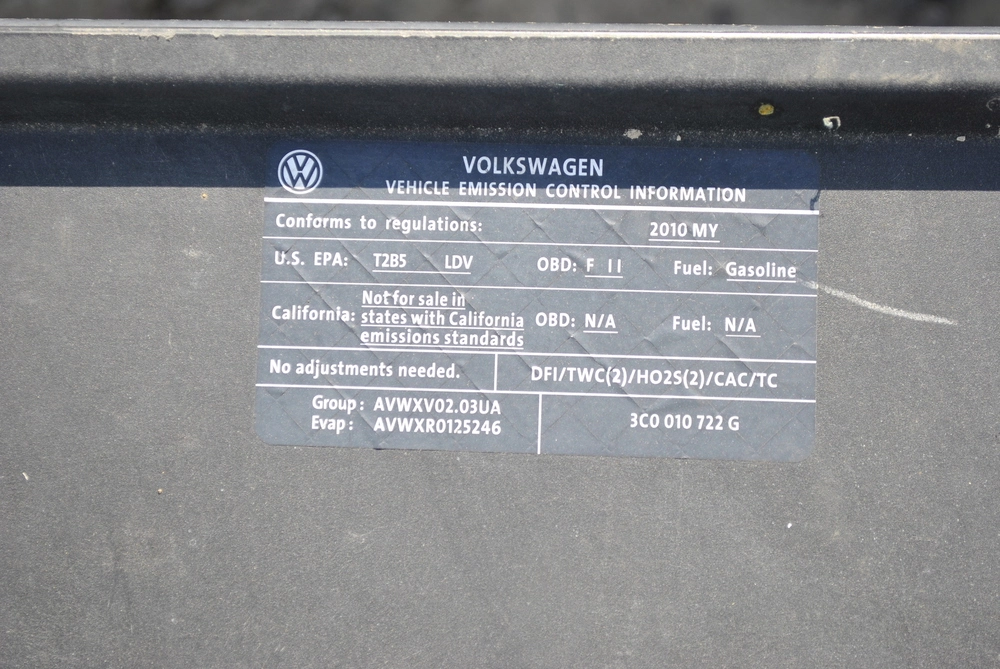 VOLKSWAGEN
VEHICLE EMISSION CONTROL INFORMATION
Conforms to regulations: 2010 MY
U.S. EPA: T2B5 LDV OBD: F II Fuel: Gasoline
California: Not for sale in states with California emissions standards OBD: N/A Fuel: N/A
No adjustments needed. DFI/TWC(2)/HO2S(2)/CAC/TC
Group: AVWXV02.03UA
Evap: AVWXR0125246
3C0 010 722 G